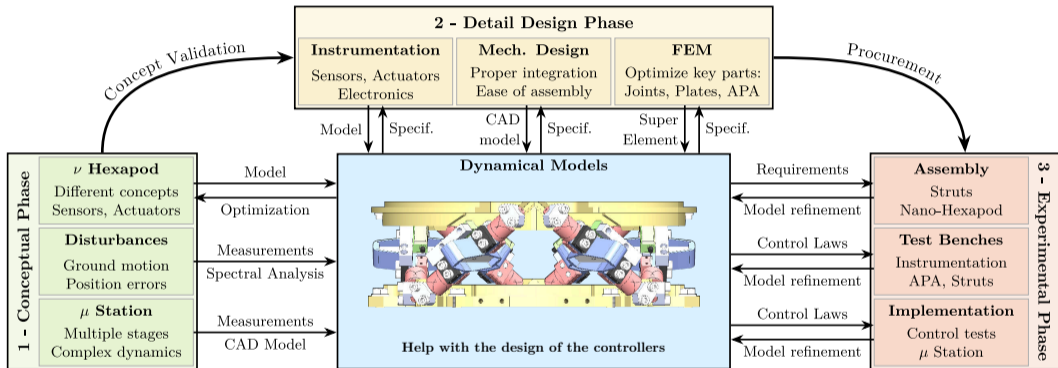 2 - Detail Design Phase
Instrumentation
Sensors, Actuators
Electronics
Mech. Design
Proper integration
Ease of assembly
FEM
Optimize key parts:
Joints, Plates, APA
Concept Validation
Procurement
Model
Specif.
CAD
model
Specif.
Super
Element
Specif.
1 - Conceptual Phase
ν Hexapod
Different concepts
Sensors, Actuators
Disturbances
Ground motion
Position errors
μ Station
Multiple stages
Complex dynamics
Model
Optimization
Measurements
Spectral Analysis
Measurements
CAD Model
Dynamical Models
Help with the design of the controllers
Requirements
Model refinement
Control Laws
Model refinement
Control Laws
Model refinement
Assembly
Struts
Nano-Hexapod
Test Benches
Instrumentation
APA, Struts
Implementation
Control tests
μ Station
3 - Experimental Phase